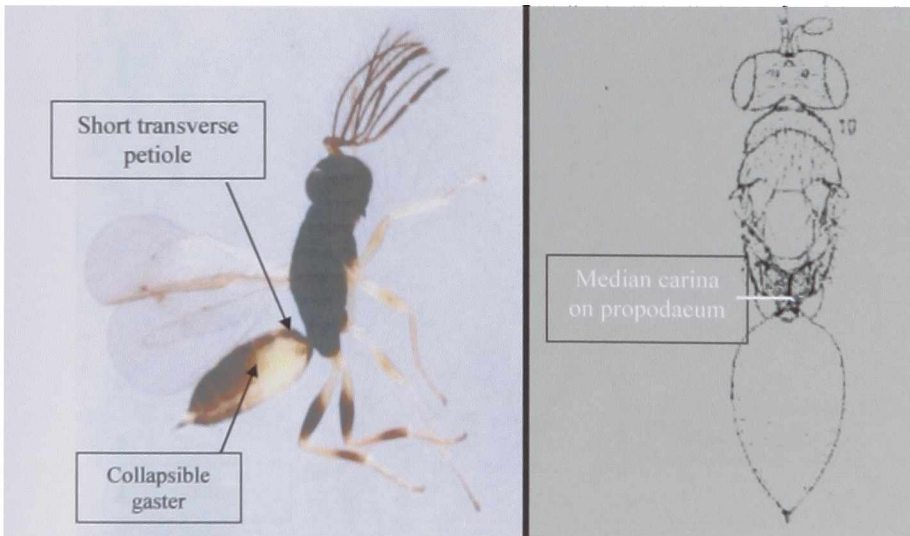 Short transverse
petiole
Collapsible
gaster
10
Median carina
on propodaeum